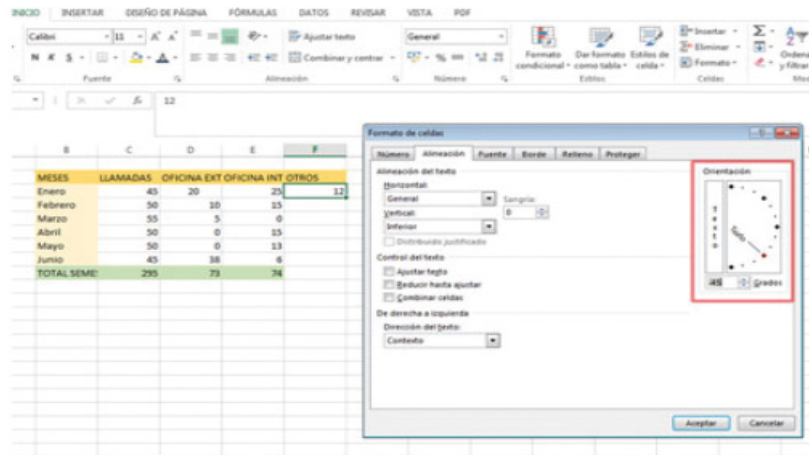 INICIO INSERTAR DISEÑO DE PÁGINA FÓRMULAS DATOS REVISAR VISTA PDF
Calibri 11 A A Ajustar texto General Insertar
N K S A Combinar y centrar % 000 Formato condicional Dar formato como tabla Estilos de celda Eliminar Formato Ordenar y filtrar
Fuente Alineación Número Estilos Celdas
fx 12
B C D E F
MESES LLAMADAS OFICINA EXT OFICINA INT OTROS
Enero 45 20 25 12
Febrero 50 10 15
Marzo 55 5 0
Abril 50 0 15
Mayo 50 0 13
Junio 45 38 6
TOTAL SEME 295 73 74
Formato de celdas
Número Alineación Fuente Borde Relleno Proteger
Alineación del texto
Horizontal:
General Sangría:
Vertical: 0
Inferior
Distribuido justificado
Control del texto
Ajustar texto
Reducir hasta ajustar
Combinar celdas
De derecha a izquierda
Dirección del texto:
Contexto
Orientación
Texto
Texto
-45 Grados
Aceptar Cancelar